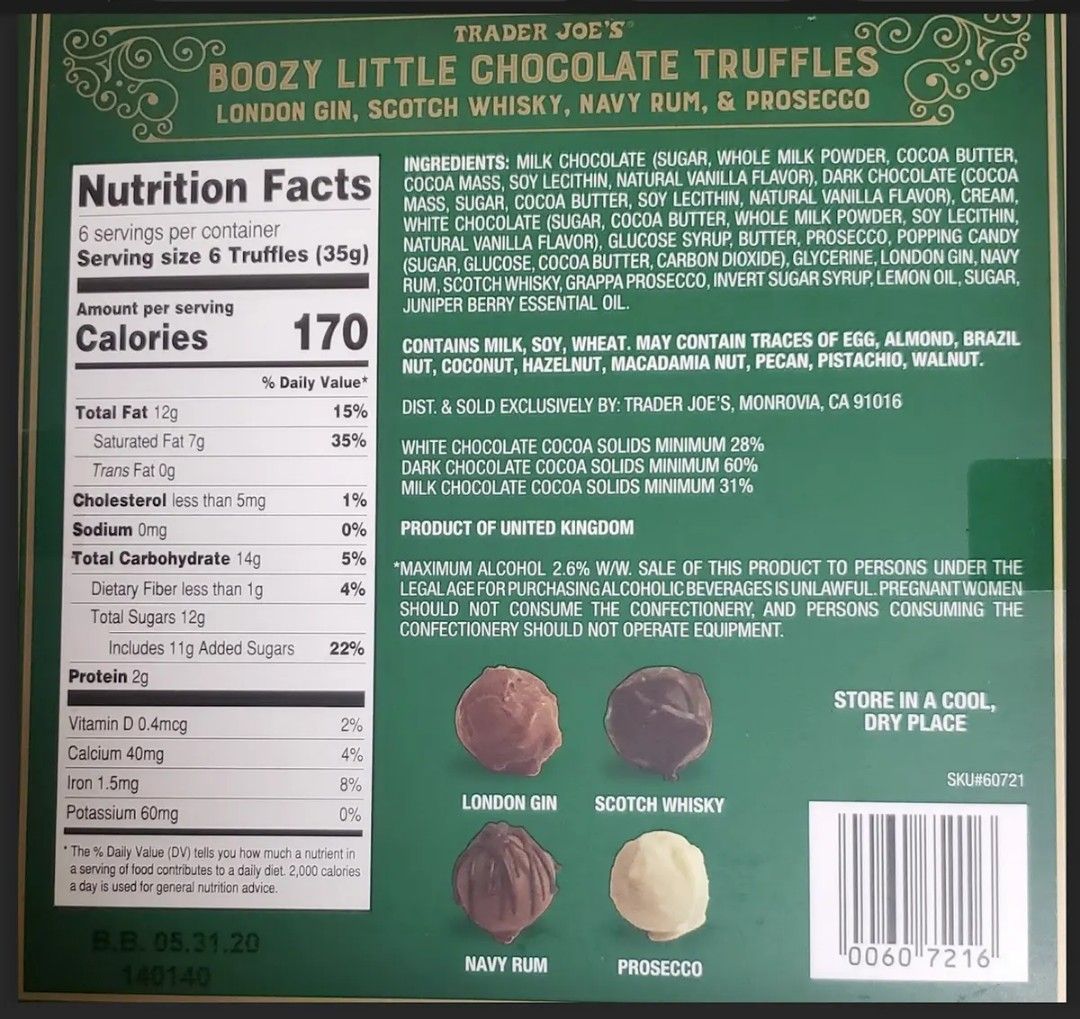 TRADER JOE'S
BOOZY LITTLE CHOCOLATE TRUFFLES
LONDON GIN, SCOTCH WHISKY, NAVY RUM, & PROSECCO
Nutrition Facts
6 servings per container
Serving size 6 Truffles (35g)
Amount per serving
Calories 170
% Daily Value*
Total Fat 12g 15%
Saturated Fat 7g 35%
Trans Fat 0g
Cholesterol less than 5mg 1%
Sodium 0mg 0%
Total Carbohydrate 14g 5%
Dietary Fiber less than 1g 4%
Total Sugars 12g
Includes 11g Added Sugars 22%
Protein 2g
Vitamin D 0.4mcg 2%
Calcium 40mg 4%
Iron 1.5mg 8%
Potassium 60mg 0%
* The % Daily Value (DV) tells you how much a nutrient in
a serving of food contributes to a daily diet. 2,000 calories
a day is used for general nutrition advice.
B.B. 05.31.20
140140
INGREDIENTS: MILK CHOCOLATE (SUGAR, WHOLE MILK POWDER, COCOA BUTTER,
COCOA MASS, SOY LECITHIN, NATURAL VANILLA FLAVOR), DARK CHOCOLATE (COCOA
MASS, SUGAR, COCOA BUTTER, SOY LECITHIN, NATURAL VANILLA FLAVOR), CREAM,
WHITE CHOCOLATE (SUGAR, COCOA BUTTER, WHOLE MILK POWDER, SOY LECITHIN,
NATURAL VANILLA FLAVOR), GLUCOSE SYRUP, BUTTER, PROSECCO, POPPING CANDY
(SUGAR, GLUCOSE, COCOA BUTTER, CARBON DIOXIDE), GLYCERINE, LONDON GIN, NAVY
RUM, SCOTCH WHISKY, GRAPPA PROSECCO, INVERT SUGAR SYRUP, LEMON OIL, SUGAR,
JUNIPER BERRY ESSENTIAL OIL.
CONTAINS MILK, SOY, WHEAT. MAY CONTAIN TRACES OF EGG, ALMOND, BRAZIL
NUT, COCONUT, HAZELNUT, MACADAMIA NUT, PECAN, PISTACHIO, WALNUT.
DIST. & SOLD EXCLUSIVELY BY: TRADER JOE'S, MONROVIA, CA 91016
WHITE CHOCOLATE COCOA SOLIDS MINIMUM 28%
DARK CHOCOLATE COCOA SOLIDS MINIMUM 60%
MILK CHOCOLATE COCOA SOLIDS MINIMUM 31%
PRODUCT OF UNITED KINGDOM
*MAXIMUM ALCOHOL 2.6% W/W. SALE OF THIS PRODUCT TO PERSONS UNDER THE
LEGAL AGE FOR PURCHASING ALCOHOLIC BEVERAGES IS UNLAWFUL. PREGNANT WOMEN
SHOULD NOT CONSUME THE CONFECTIONERY, AND PERSONS CONSUMING THE
CONFECTIONERY SHOULD NOT OPERATE EQUIPMENT.
LONDON GIN
SCOTCH WHISKY
NAVY RUM
PROSECCO
STORE IN A COOL,
DRY PLACE
SKU#60721
0060 7216